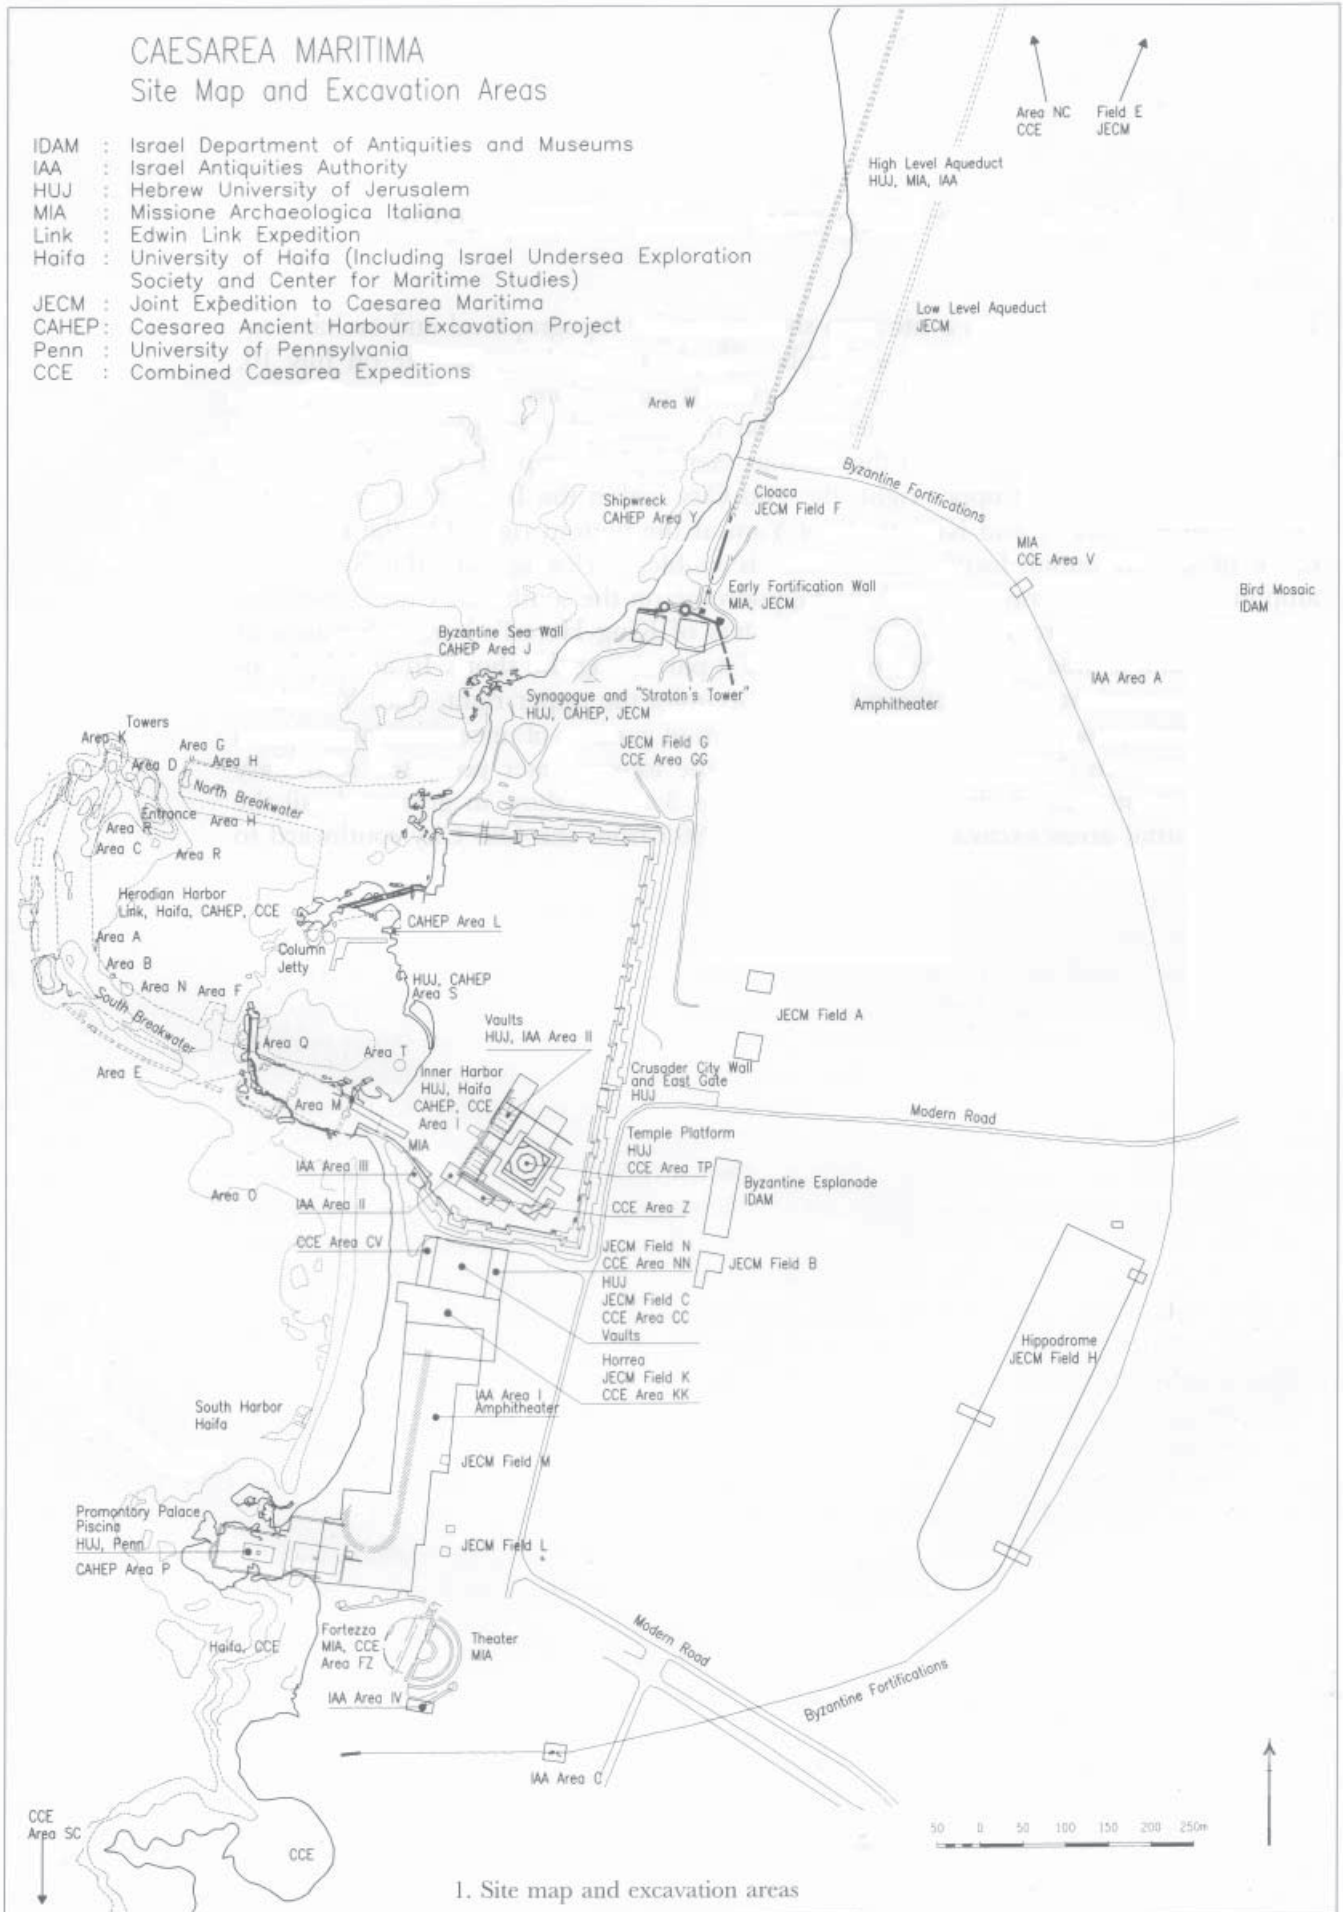 CAESAREA MARITIMA
Site Map and Excavation Areas
IDAM : Israel Department of Antiquities and Museums
IAA : Israel Antiquities Authority
HUJ : Hebrew University of Jerusalem
MIA : Missione Archaeologica Italiana
Link : Edwin Link Expedition
Haifa : University of Haifa (Including Israel Undersea Exploration
Society and Center for Maritime Studies)
JECM : Joint Expedition to Caesarea Maritima
CAHEP : Caesarea Ancient Harbour Excavation Project
Penn : University of Pennsylvania
CCE : Combined Caesarea Expeditions
Area NC
CCE
Field E
JECM
High Level Aqueduct
HUJ, MIA, IAA
Low Level Aqueduct
JECM
Area W
Byzantine Fortifications
Cloaca
JECM Field F
Shipwreck
CAHEP Area Y
MIA
CCE Area V
Early Fortification Wall
MIA, JECM
Bird Mosaic
IDAM
Byzantine Sea Wall
CAHEP Area J
IAA Area A
Synagogue and "Straton's Tower"
HUJ, CAHEP, JECM
Amphitheater
Towers
Area K
Area G
Area D
Area H
JECM Field G
CCE Area GG
North Breakwater
Entrance
Area H
Area R
Area C
Area R
Herodian Harbor
Link, Haifa, CAHEP, CCE
CAHEP Area L
Area A
Column
Jetty
Area B
Area N
Area F
HUJ, CAHEP
Area S
South Breakwater
JECM Field A
Vaults
HUJ, IAA Area II
Area Q
Area T
Area E
Inner Harbor
HUJ, Haifa
CAHEP, CCE
Area I
Crusader City Wall
and East Gate
HUJ
Area M
Modern Road
MIA
Temple Platform
HUJ
CCE Area TP
IAA Area III
Byzantine Esplanade
IDAM
Area O
IAA Area II
CCE Area Z
CCE Area CV
JECM Field N
CCE Area NN
JECM Field B
HUJ
JECM Field C
CCE Area CC
Vaults
Horrea
JECM Field K
CCE Area KK
Hippodrome
JECM Field H
IAA Area I
Amphitheater
South Harbor
Haifa
JECM Field M
Promontory Palace
Piscina
HUJ, Penn
CAHEP Area P
JECM Field L
Haifa, CCE
Fortezza
MIA, CCE
Area FZ
Theater
MIA
Modern Road
IAA Area IV
Byzantine Fortifications
IAA Area C
CCE
Area SC
CCE
50 0 50 100 150 200 250m
1. Site map and excavation areas